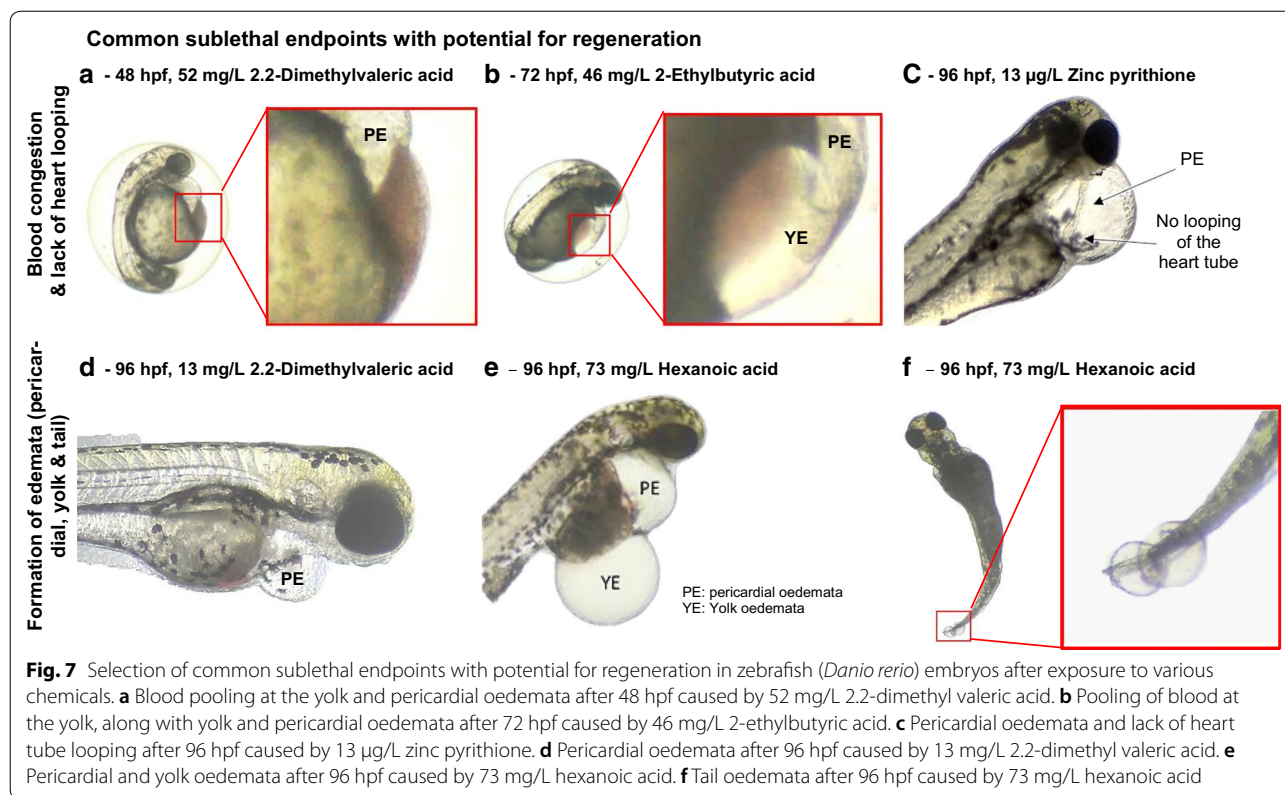 Common sublethal endpoints with potential for regeneration
Blood congestion
& lack of heart looping
a - 48 hpf, 52 mg/L 2.2-Dimethylvaleric acid
PE
b - 72 hpf, 46 mg/L 2-Ethylbutyric acid
PE
YE
C - 96 hpf, 13 µg/L Zinc pyrithione
PE
No looping
of the
heart tube
Formation of edemata (pericar-
dial, yolk & tail)
d - 96 hpf, 13 mg/L 2.2-Dimethylvaleric acid
PE
e – 96 hpf, 73 mg/L Hexanoic acid
PE
YE
PE: pericardial oedemata
YE: Yolk oedemata
f – 96 hpf, 73 mg/L Hexanoic acid
Fig. 7 Selection of common sublethal endpoints with potential for regeneration in zebrafish (Danio rerio) embryos after exposure to various
chemicals. a Blood pooling at the yolk and pericardial oedemata after 48 hpf caused by 52 mg/L 2.2-dimethyl valeric acid. b Pooling of blood at
the yolk, along with yolk and pericardial oedemata after 72 hpf caused by 46 mg/L 2-ethylbutyric acid. c Pericardial oedemata and lack of heart
tube looping after 96 hpf caused by 13 µg/L zinc pyrithione. d Pericardial oedemata after 96 hpf caused by 13 mg/L 2.2-dimethyl valeric acid. e
Pericardial and yolk oedemata after 96 hpf caused by 73 mg/L hexanoic acid. f Tail oedemata after 96 hpf caused by 73 mg/L hexanoic acid